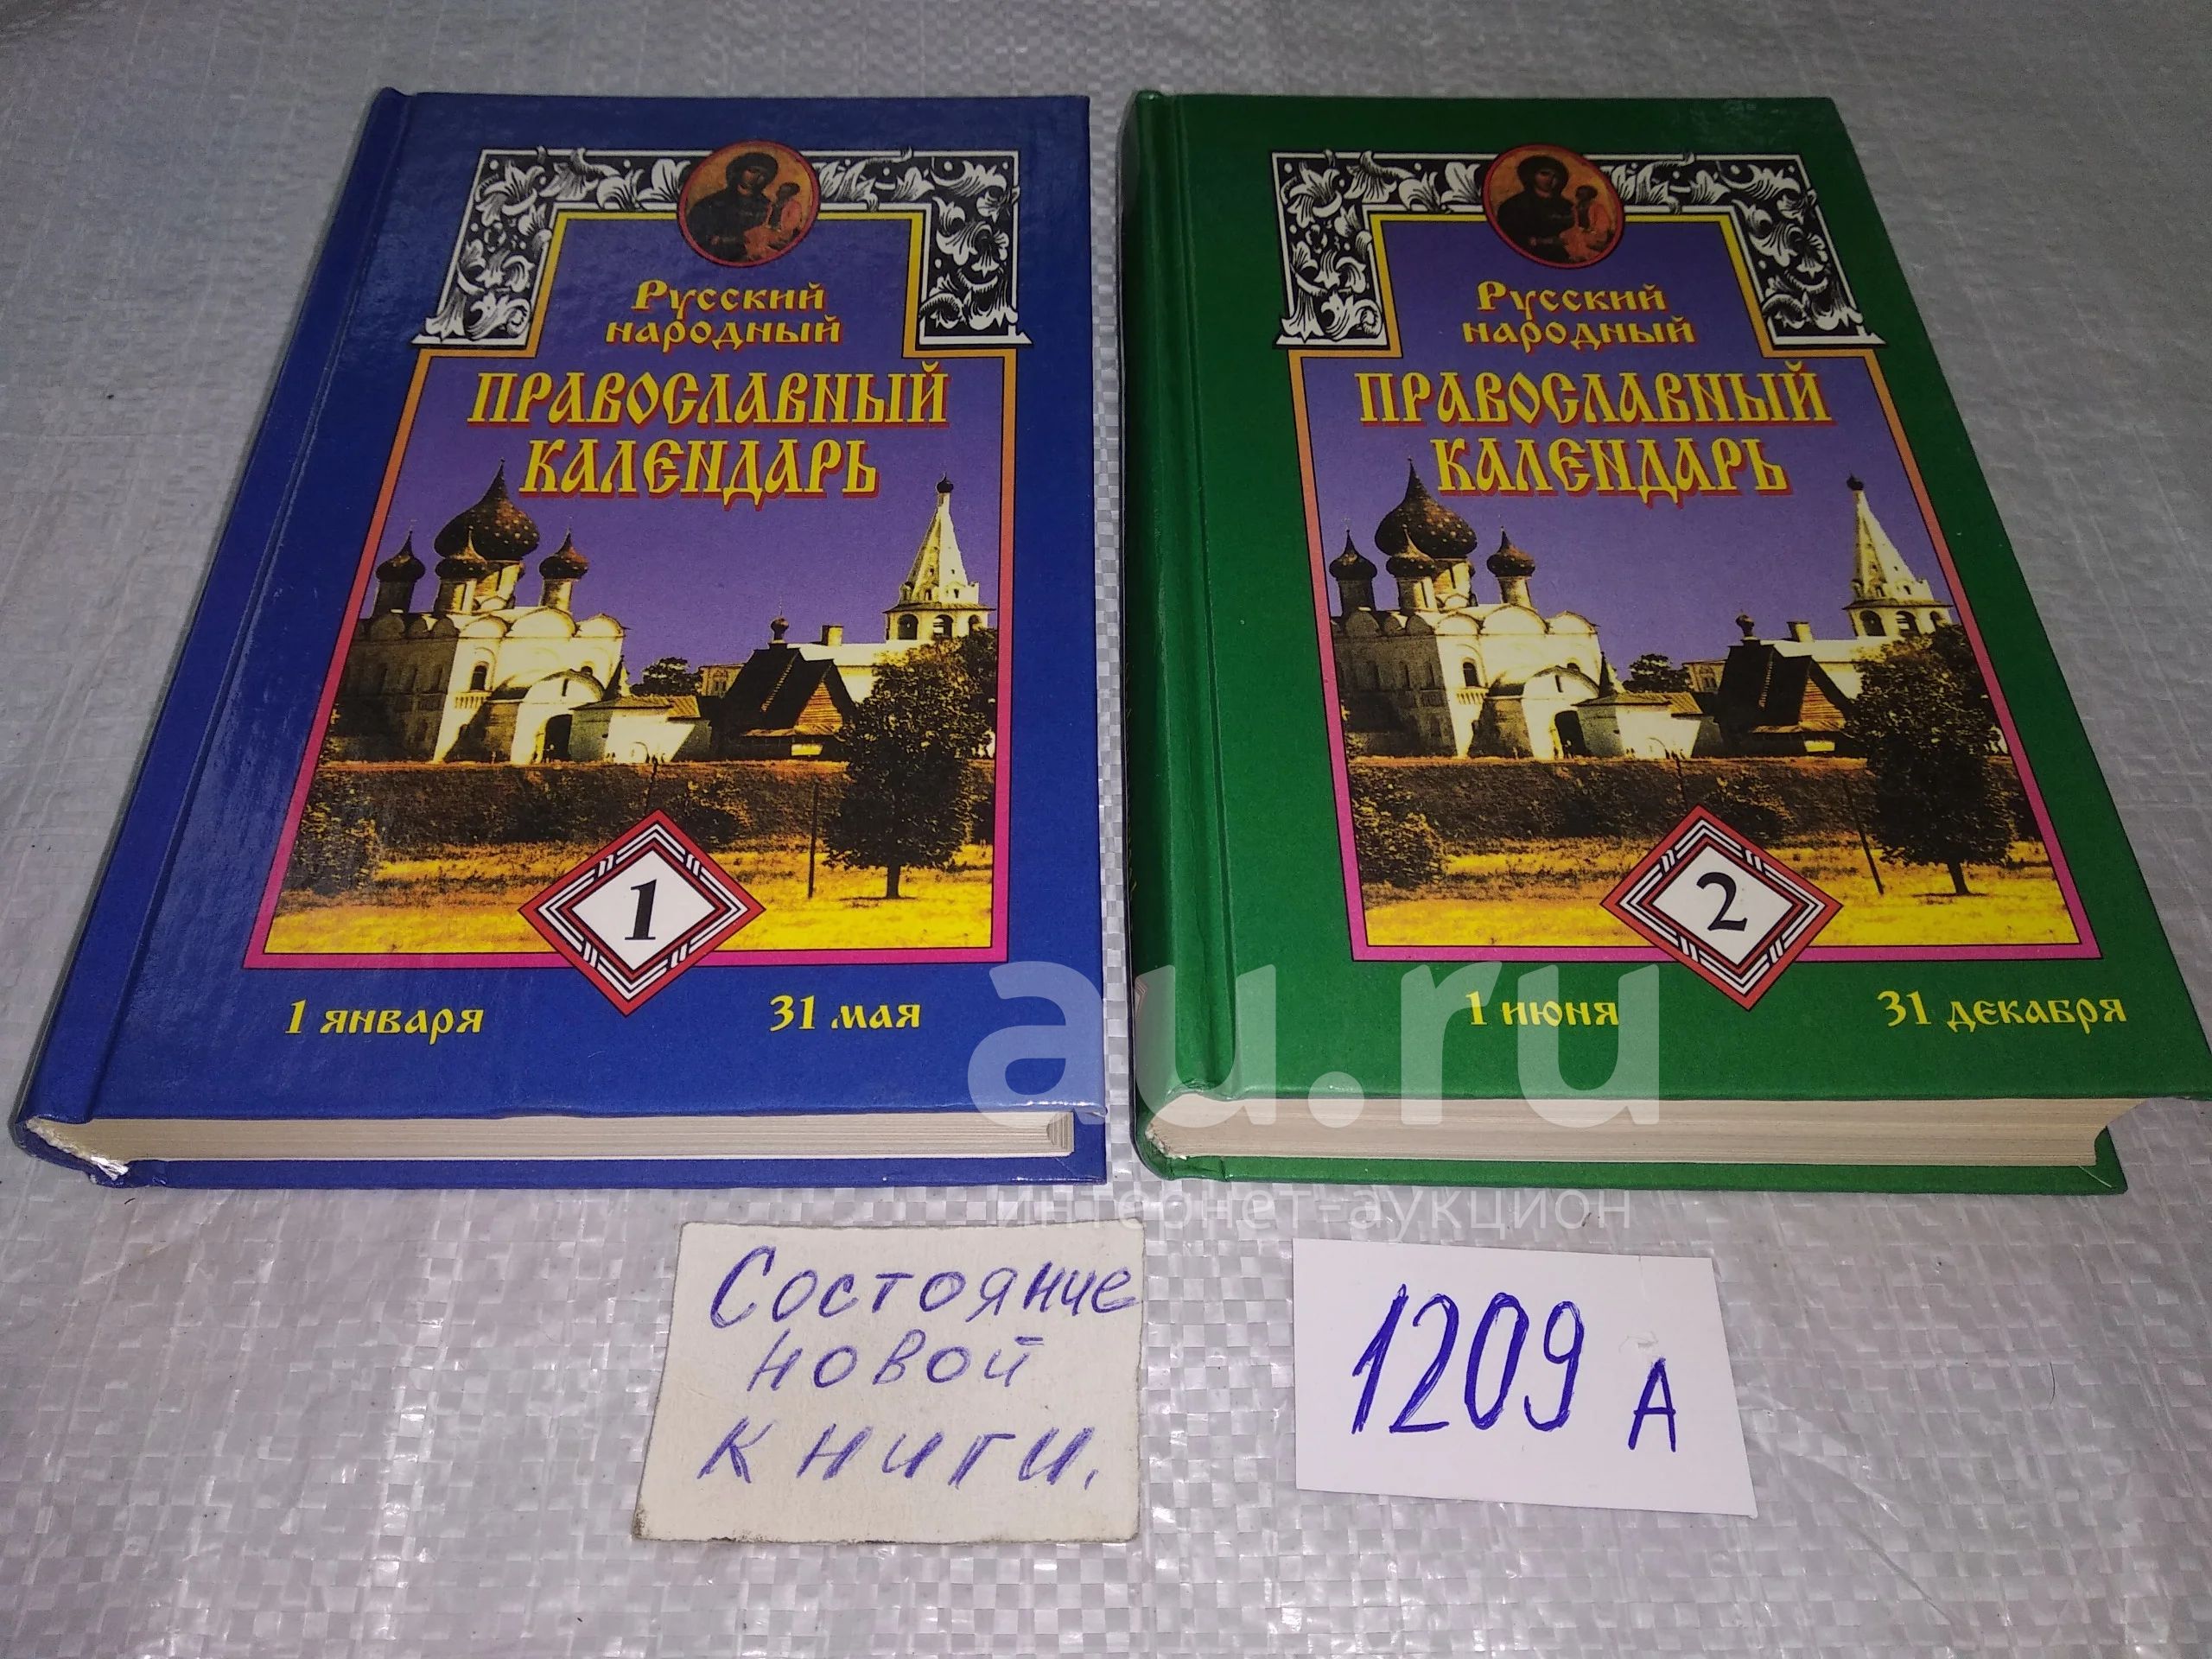 Русский
народный
ПРАВОСЛАВНЫЙ
КАЛЕНДАРЬ
1
1 января 31 мая
Русский
народный
ПРАВОСЛАВНЫЙ
КАЛЕНДАРЬ
2
1 июня 31 декабря
au.ru
интернет-аукцион
Состояние
новой
книги.
1209 А